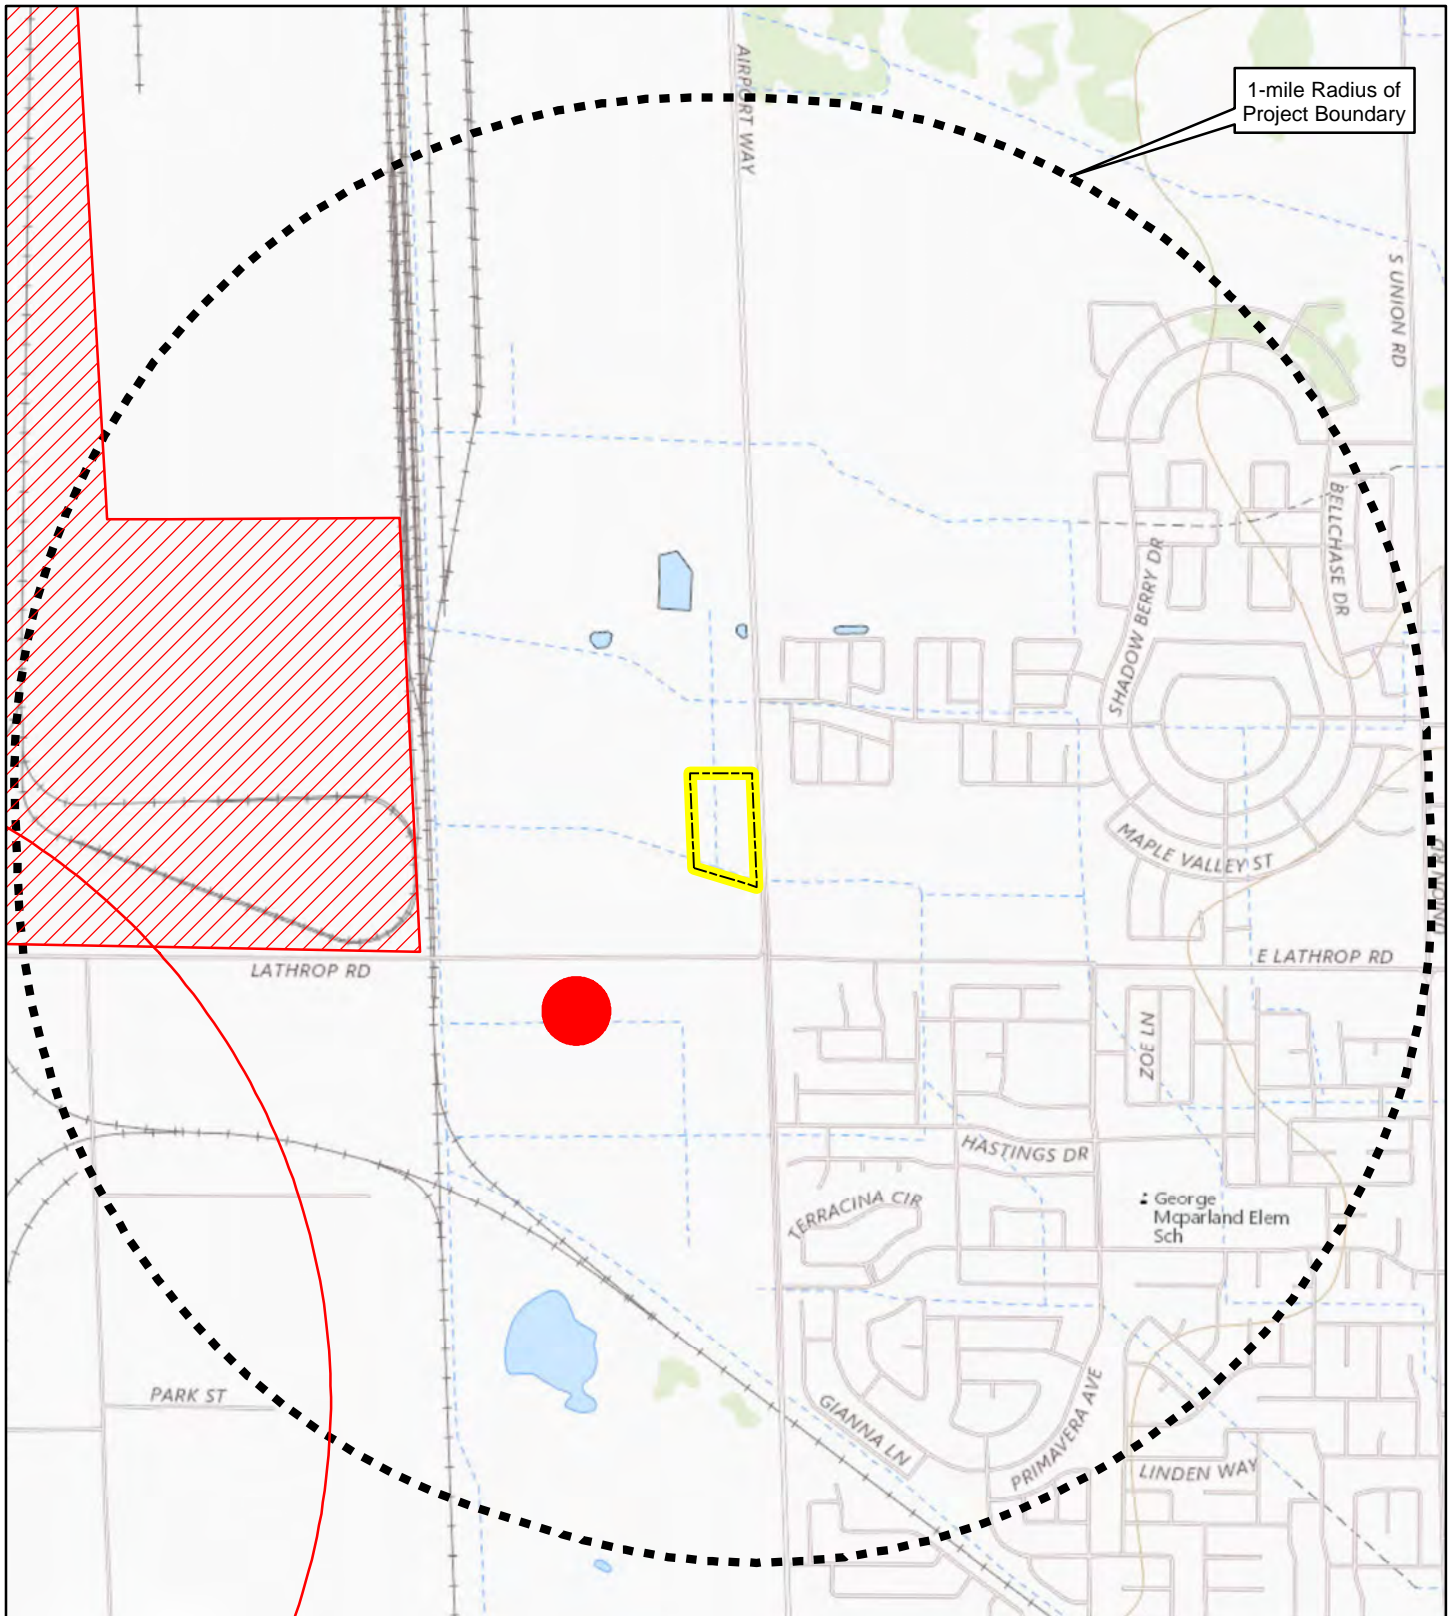 1-mile Radius of
Project Boundary
AIRPORT WAY
S UNION RD
BELLCHASE DR
SHADOW BERRY DR
MAPLE VALLEY ST
UNION RD
LATHROP RD
E LATHROP RD
ZOE LN
HASTINGS DR
TERRACINA CIR
George
Mcparland Elem
Sch
PARK ST
GIANNA LN
PRIMAVERA AVE
LINDEN WAY